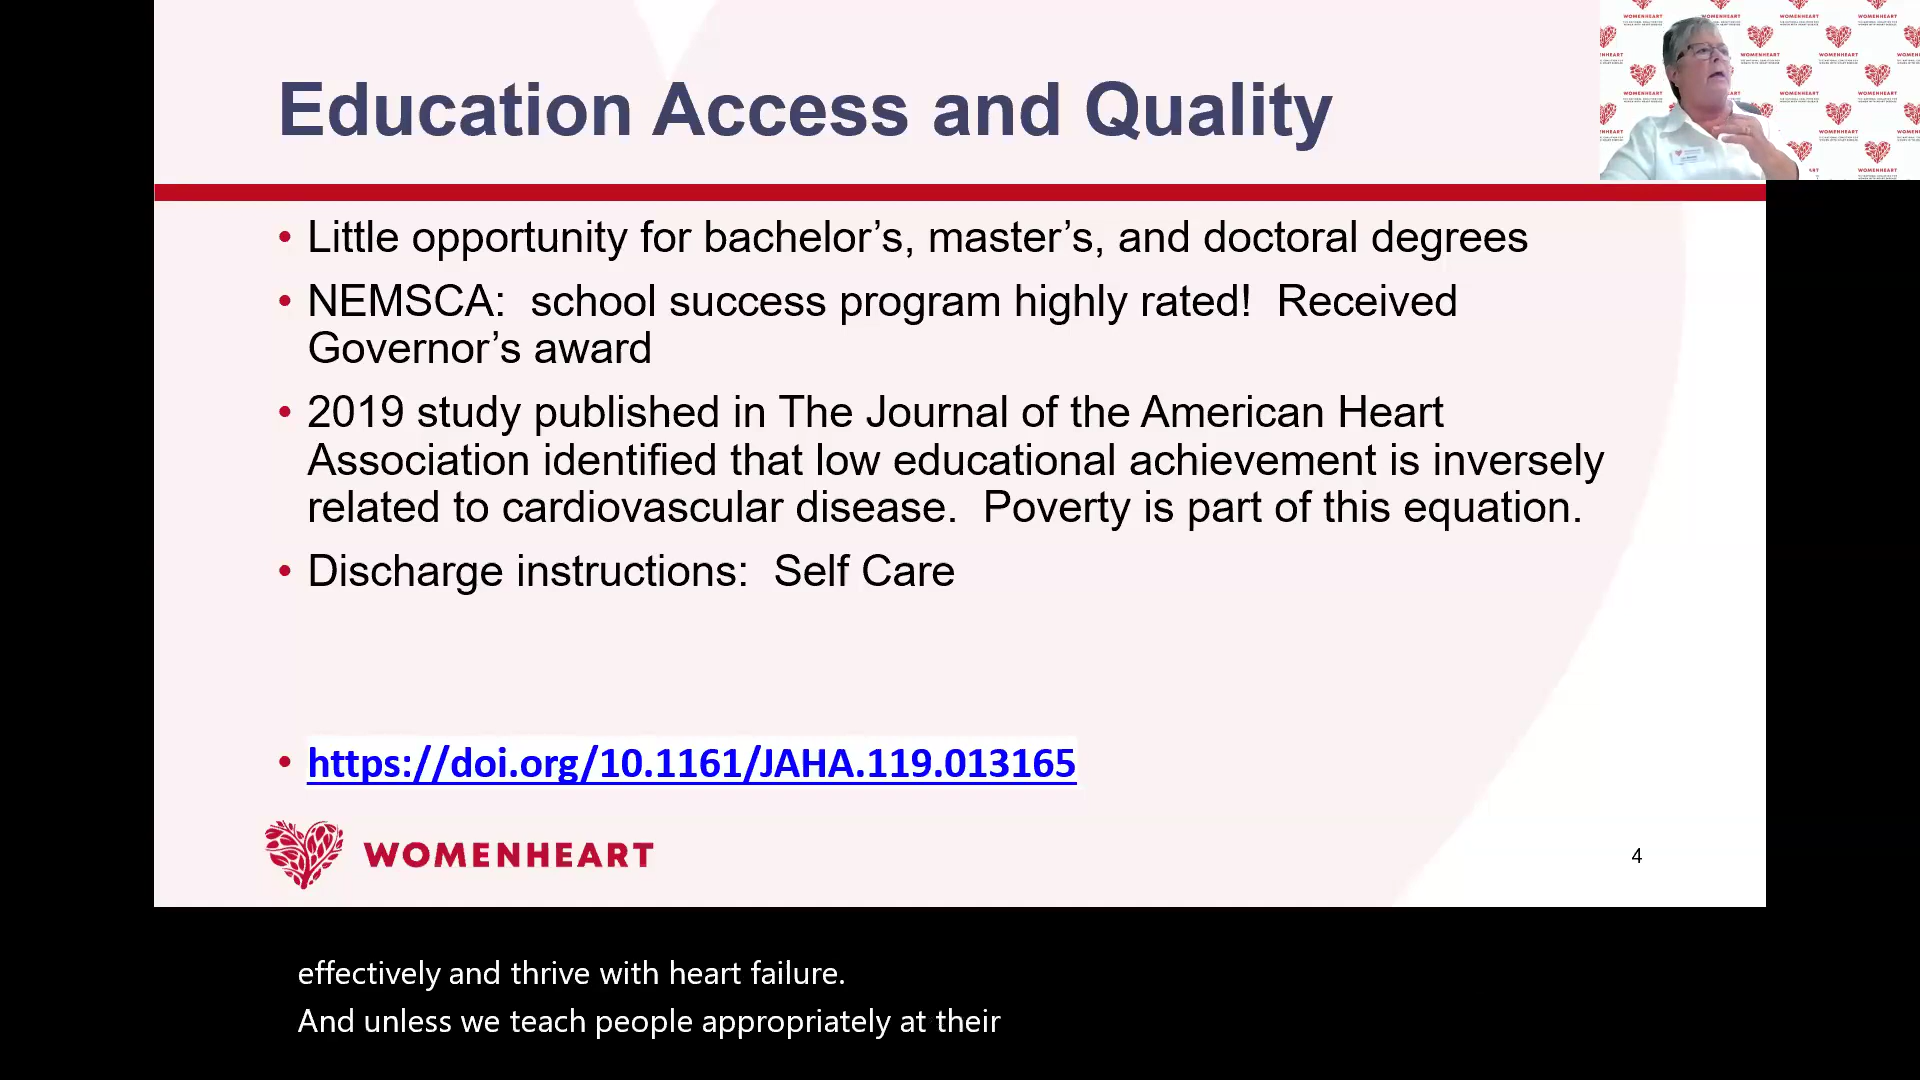 Education Access and Quality
• Little opportunity for bachelor’s, master’s, and doctoral degrees
• NEMSCA:  school success program highly rated!  Received
Governor’s award
• 2019 study published in The Journal of the American Heart
Association identified that low educational achievement is inversely
related to cardiovascular disease.  Poverty is part of this equation.
• Discharge instructions:  Self Care
• https://doi.org/10.1161/JAHA.119.013165
WOMENHEART
4
effectively and thrive with heart failure.
And unless we teach people appropriately at their
WOMENHEART